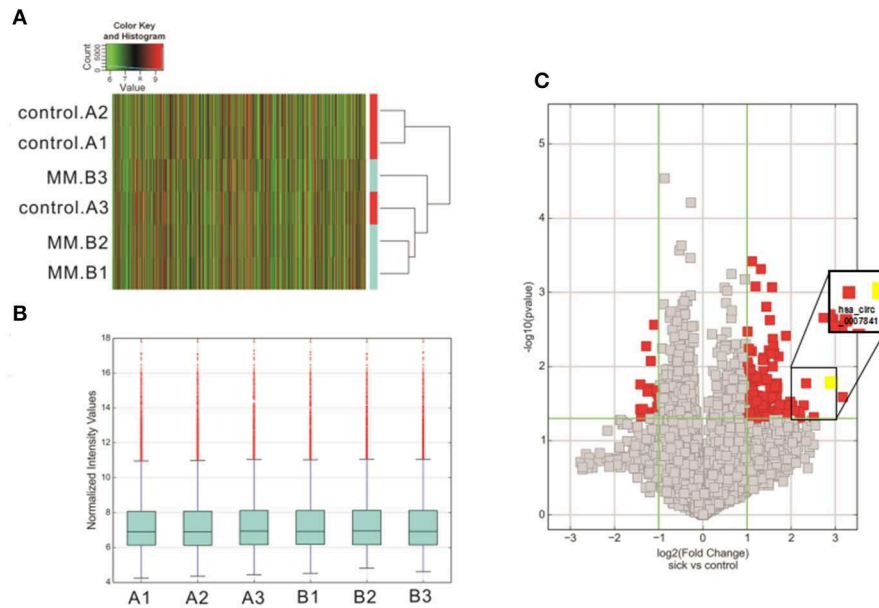 A
Color Key
and Histogram
Count
0 5000
6 7 8 9
Value
control.A2
control.A1
MM.B3
control.A3
MM.B2
MM.B1
B
Normalized Intensity Values
18
16
14
12
10
8
6
4
A1 A2 A3 B1 B2 B3
C
-log10(pvalue)
5
4
3
2
1
0
hsa_circ
_0007841
−3 −2 −1 0 1 2 3
log2(Fold Change)
sick vs control